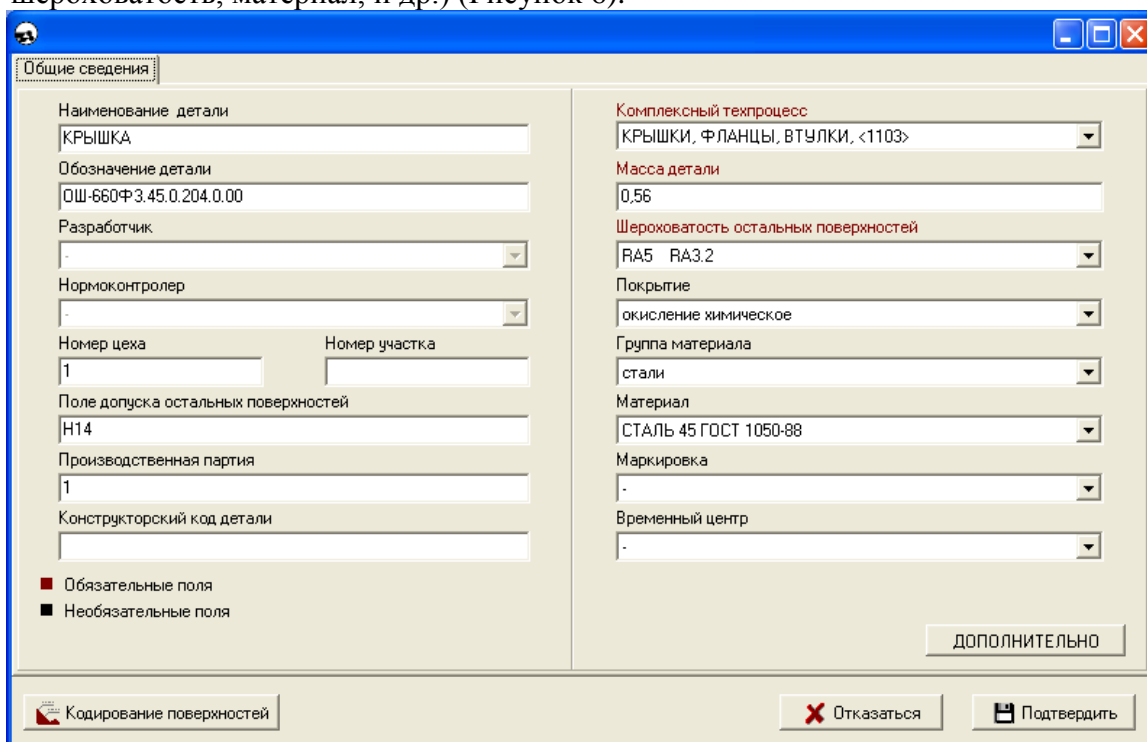 шероховатость, материал, и др.) (Рисунок 6).
Общие сведения
Наименование детали
КРЫШКА
Обозначение детали
ОШ-660Ф3.45.0.204.0.00
Разработчик
-
Нормоконтролер
-
Номер цеха Номер участка
1
Поле допуска остальных поверхностей
H14
Производственная партия
1
Конструкторский код детали
Обязательные поля
Необязательные поля
Комплексный техпроцесс
КРЫШКИ, ФЛАНЦЫ, ВТУЛКИ, <1103>
Масса детали
0,56
Шероховатость остальных поверхностей
RA5 RA3.2
Покрытие
окисление химическое
Группа материала
стали
Материал
СТАЛЬ 45 ГОСТ 1050-88
Маркировка
-
Временный центр
-
ДОПОЛНИТЕЛЬНО
Кодирование поверхностей
Отказаться
Подтвердить